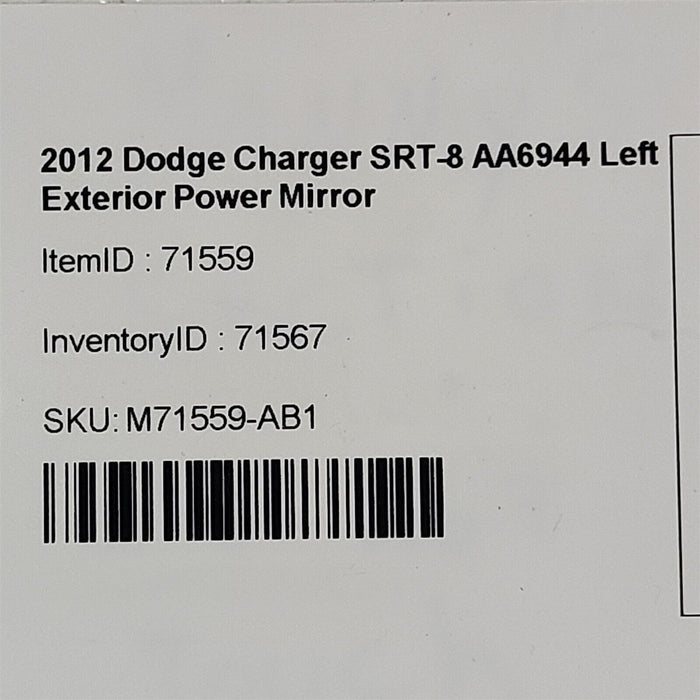 2012 Dodge Charger SRT-8 AA6944 Left
Exterior Power Mirror
ItemID : 71559
InventoryID : 71567
SKU: M71559-AB1